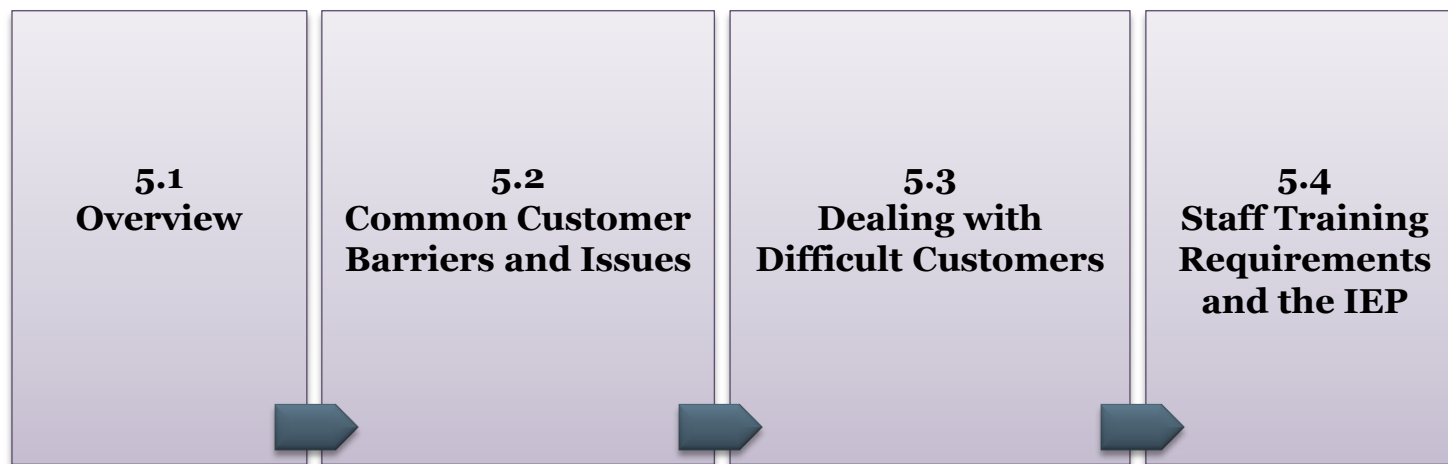 5.1
Overview
5.2
Common Customer
Barriers and Issues
5.3
Dealing with
Difficult Customers
5.4
Staff Training
Requirements
and the IEP